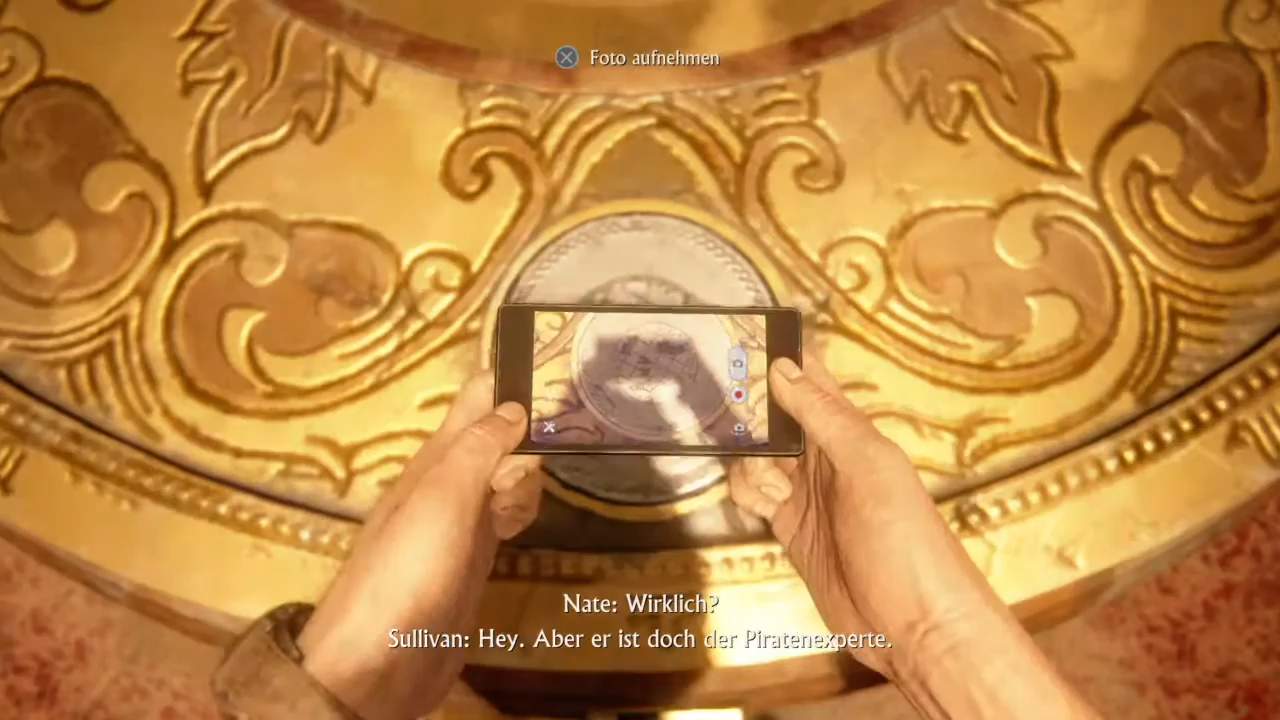 Foto aufnehmen
Nate: Wirklich?
Sullivan: Hey. Aber er ist doch der Piratenexperte.